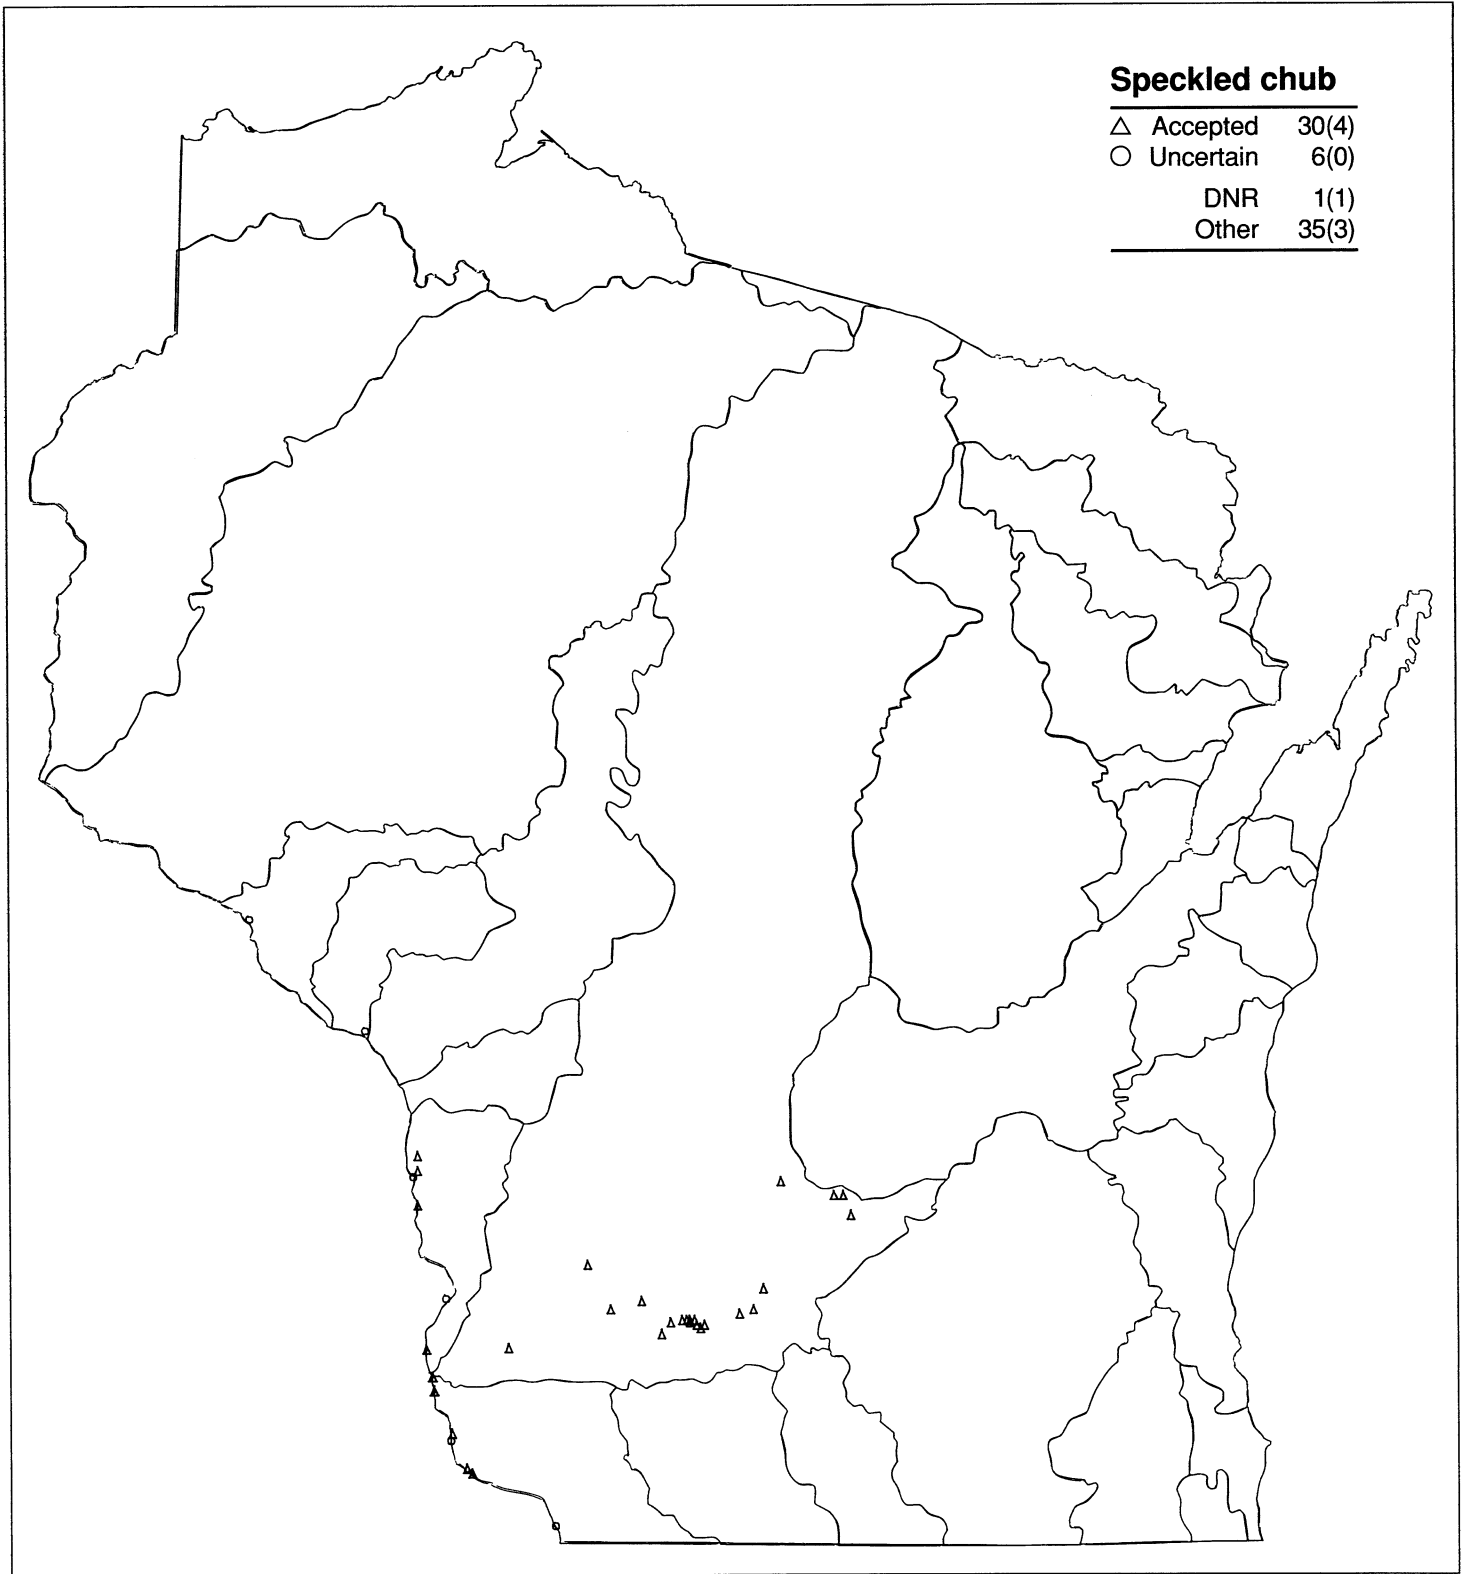 Speckled chub
△ Accepted 30(4)
○ Uncertain 6(0)
DNR 1(1)
Other 35(3)